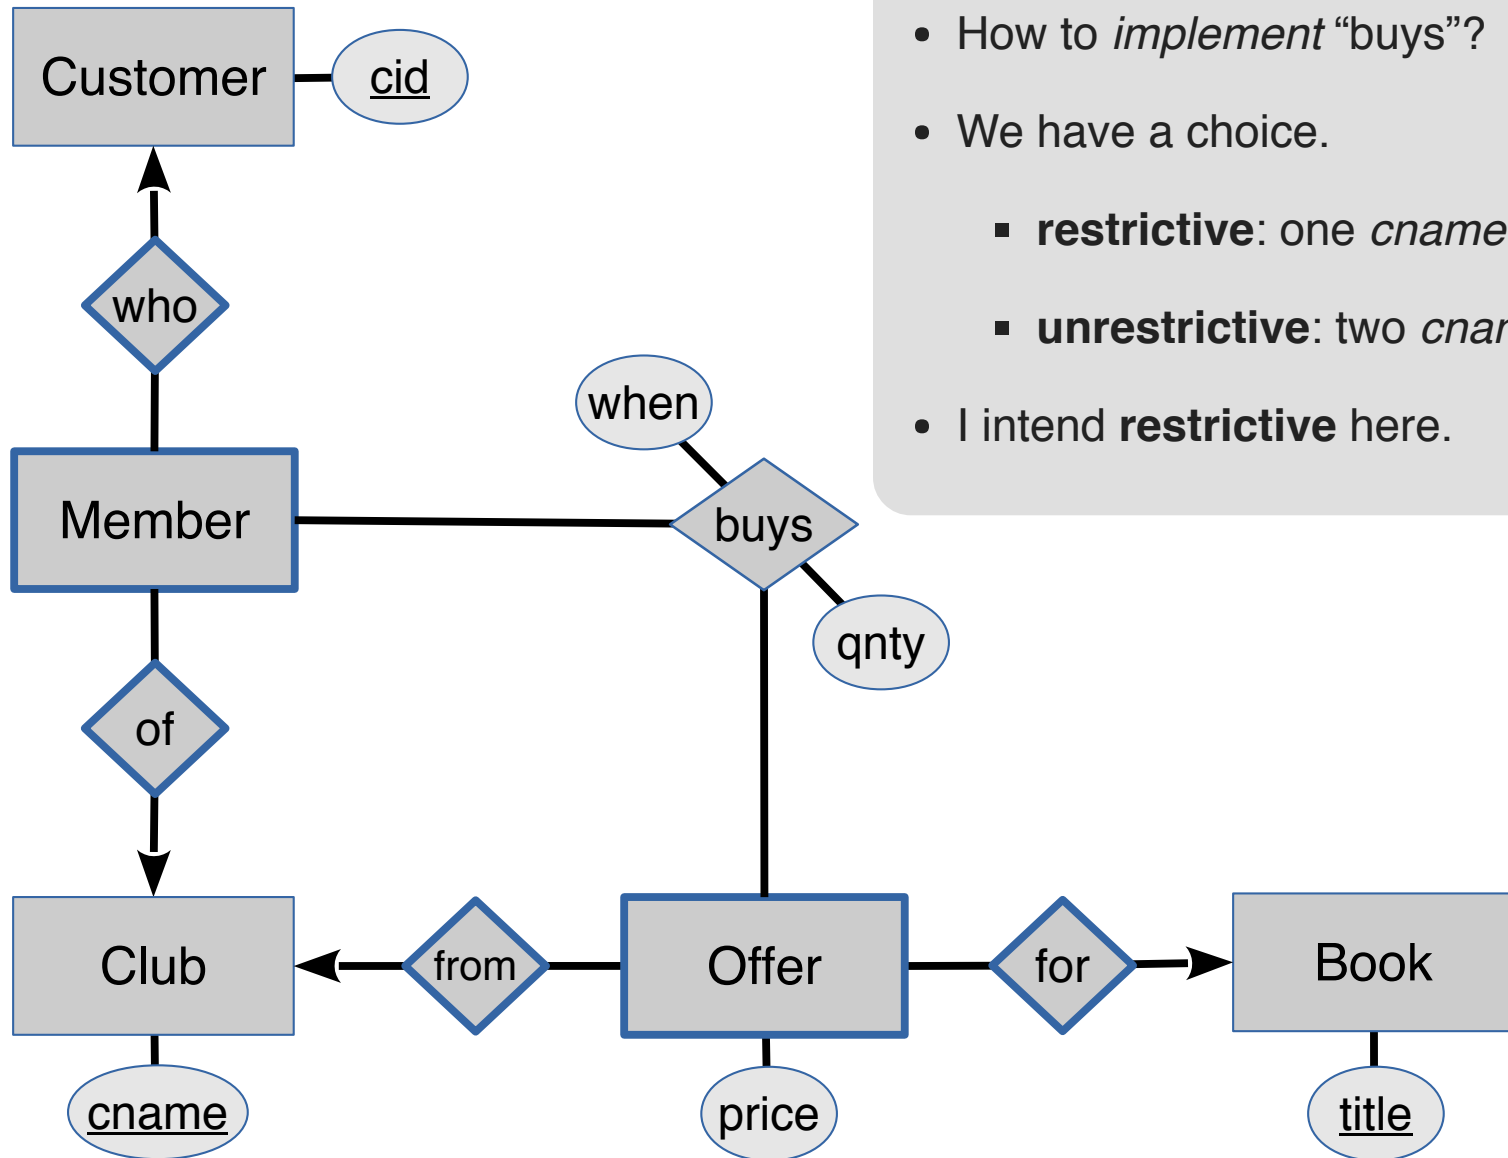 Customer
cid
• How to implement “buys”?
• We have a choice.
▪ restrictive: one cname
▪ unrestrictive: two
• I intend restrictive here.
who
when
Member
buys
qnty
of
Club
from
Offer
for
Book
cname
price
title